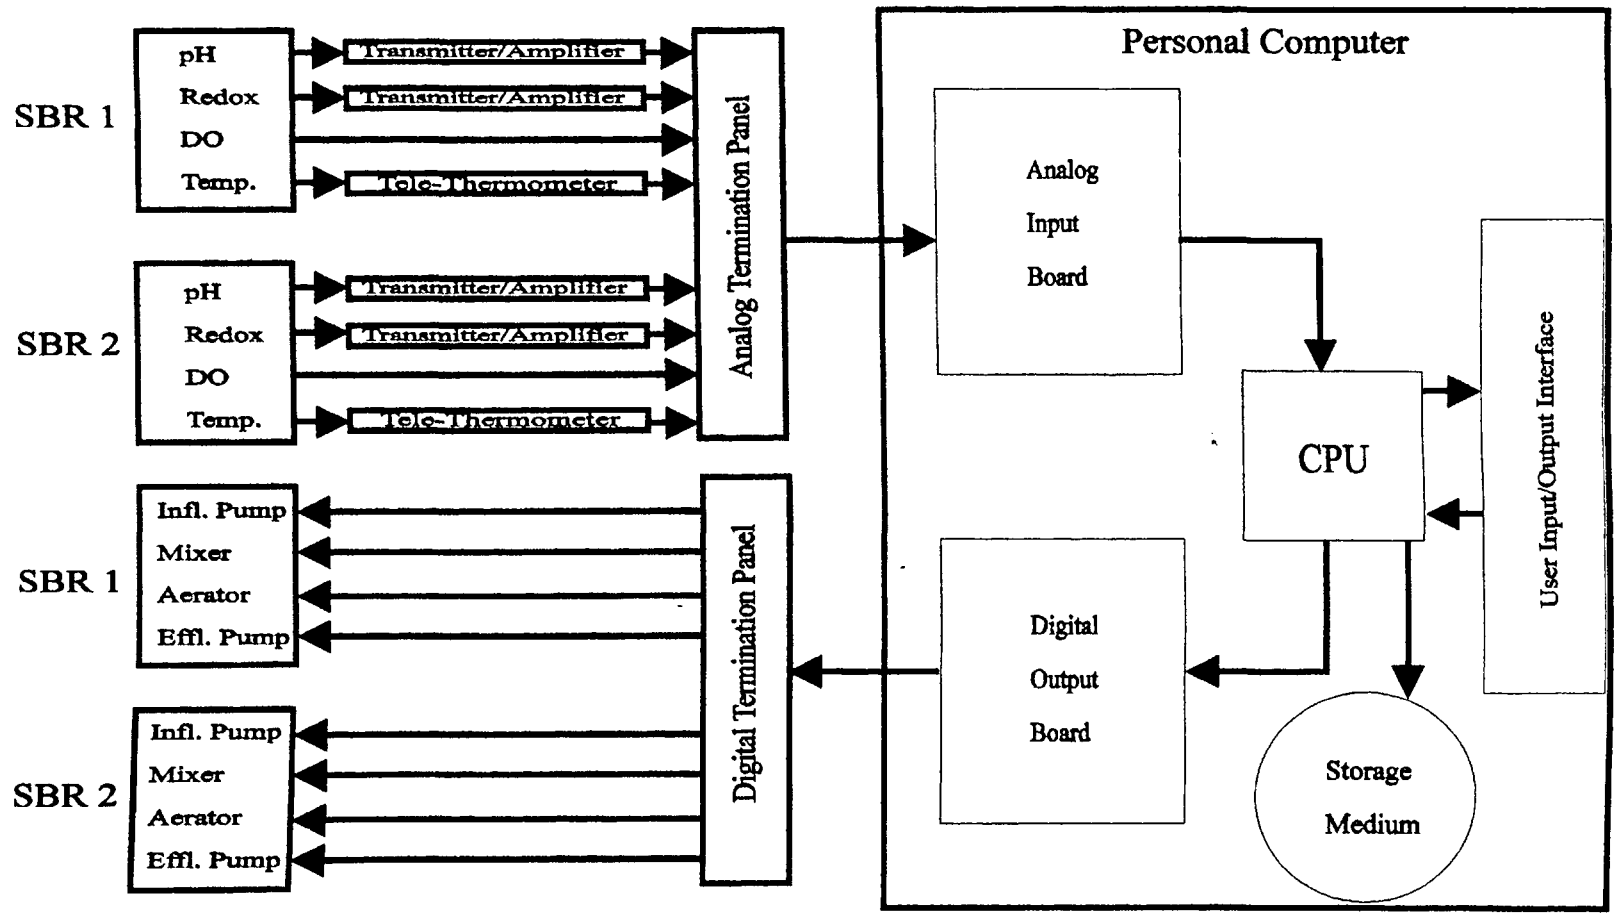 Personal Computer
SBR 1
pH
Transmitter/Amplifier
Redox
Transmitter/Amplifier
DO
Temp.
Tele-Thermometer
SBR 2
pH
Transmitter/Amplifier
Redox
Transmitter/Amplifier
DO
Temp.
Tele-Thermometer
Analog Termination Panel
Analog
Input
Board
CPU
User Input/Output Interface
SBR 1
Infl. Pump
Mixer
Aerator
Effl. Pump
SBR 2
Infl. Pump
Mixer
Aerator
Effl. Pump
Digital Termination Panel
Digital
Output
Board
Storage
Medium